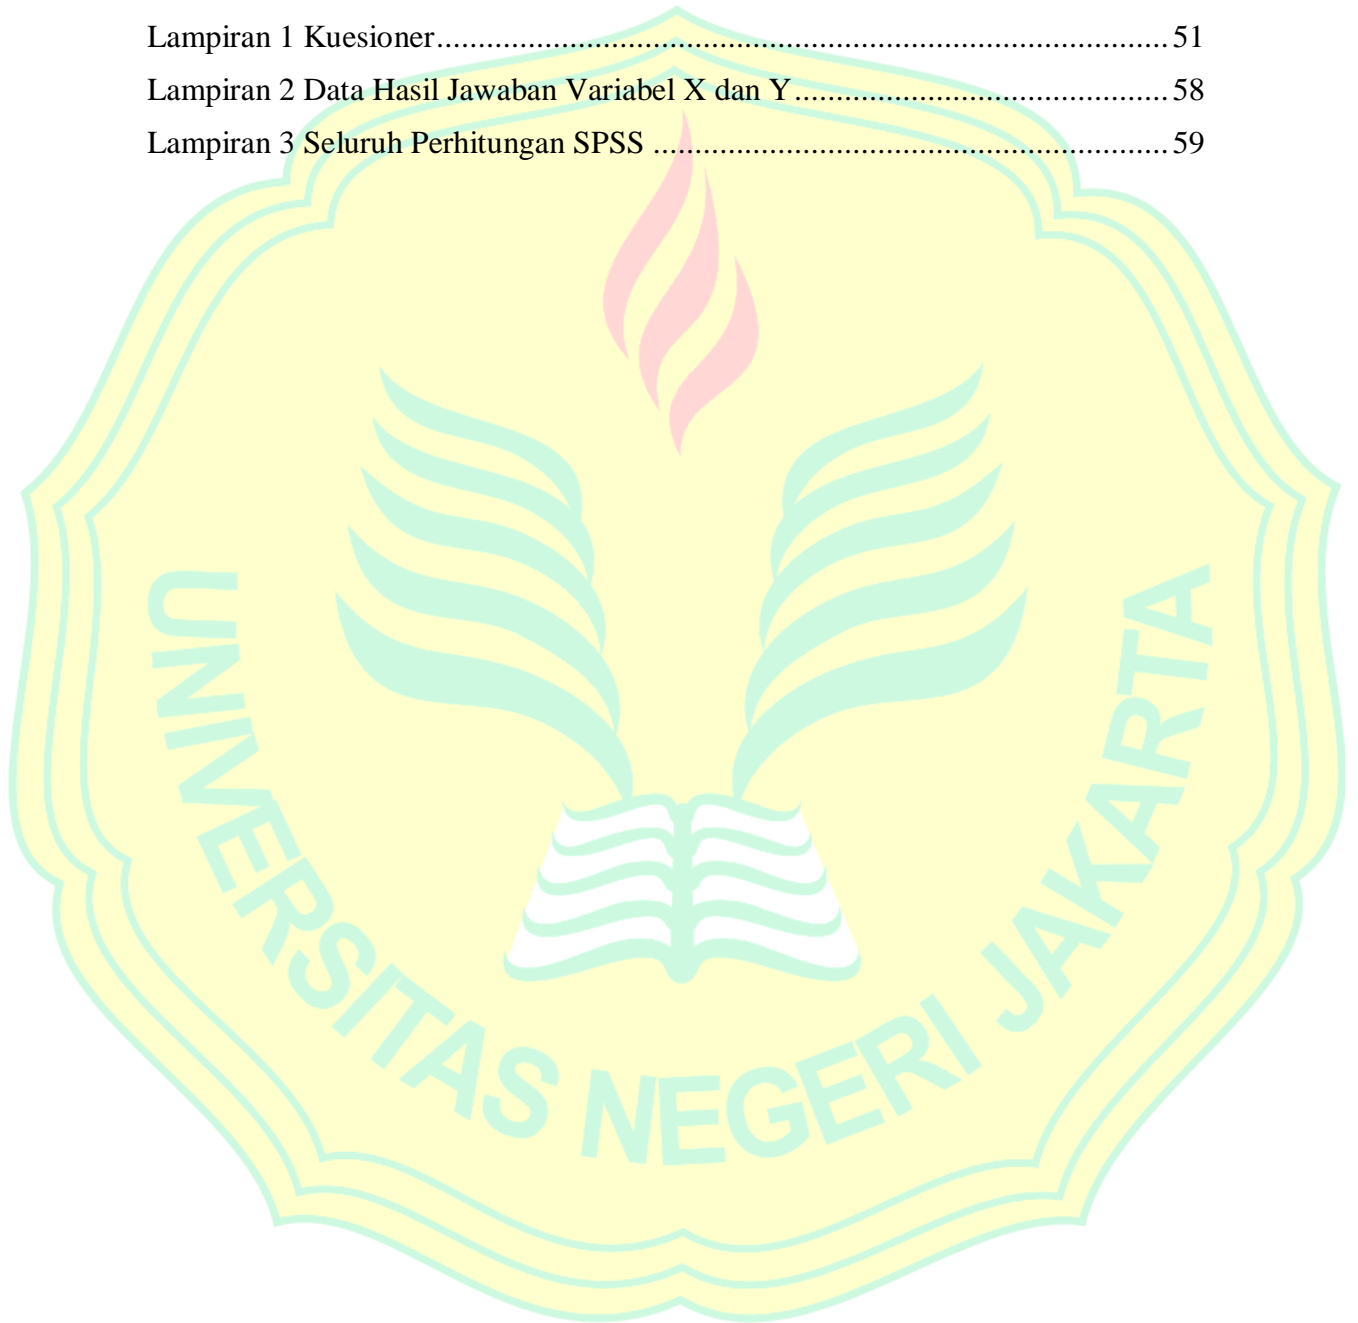 Lampiran 1 Kuesioner........................................................................................ 51
Lampiran 2 Data Hasil Jawaban Variabel X dan Y............................................. 58
Lampiran 3 Seluruh Perhitungan SPSS .............................................................. 59
UNIVERSITAS NEGERI JAKARTA